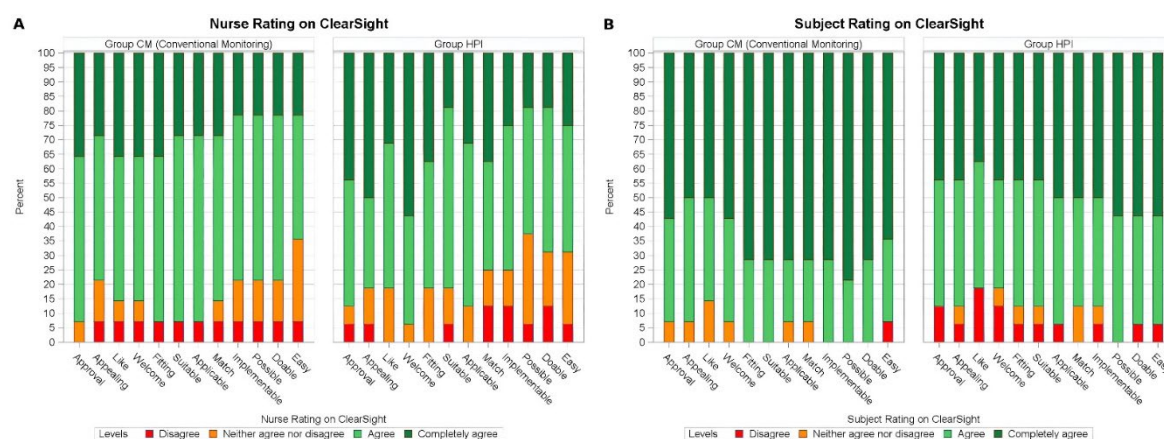 A
Nurse Rating on ClearSight
Group CM (Conventional Monitoring)
Group HPI
Percent
100
95
90
85
80
75
70
65
60
55
50
45
40
35
30
25
20
15
10
5
0
Approval
Appealing
Like
Welcome
Fitting
Suitable
Applicable
Match
Implementable
Possible
Doable
Easy
Approval
Appealing
Like
Welcome
Fitting
Suitable
Applicable
Match
Implementable
Possible
Doable
Easy
Nurse Rating on ClearSight
Levels Disagree Neither agree nor disagree Agree Completely agree
B
Subject Rating on ClearSight
Group CM (Conventional Monitoring)
Group HPI
Percent
100
95
90
85
80
75
70
65
60
55
50
45
40
35
30
25
20
15
10
5
0
Approval
Appealing
Like
Welcome
Fitting
Suitable
Applicable
Match
Implementable
Possible
Doable
Easy
Approval
Appealing
Like
Welcome
Fitting
Suitable
Applicable
Match
Implementable
Possible
Doable
Easy
Subject Rating on ClearSight
Levels Disagree Neither agree nor disagree Agree Completely agree